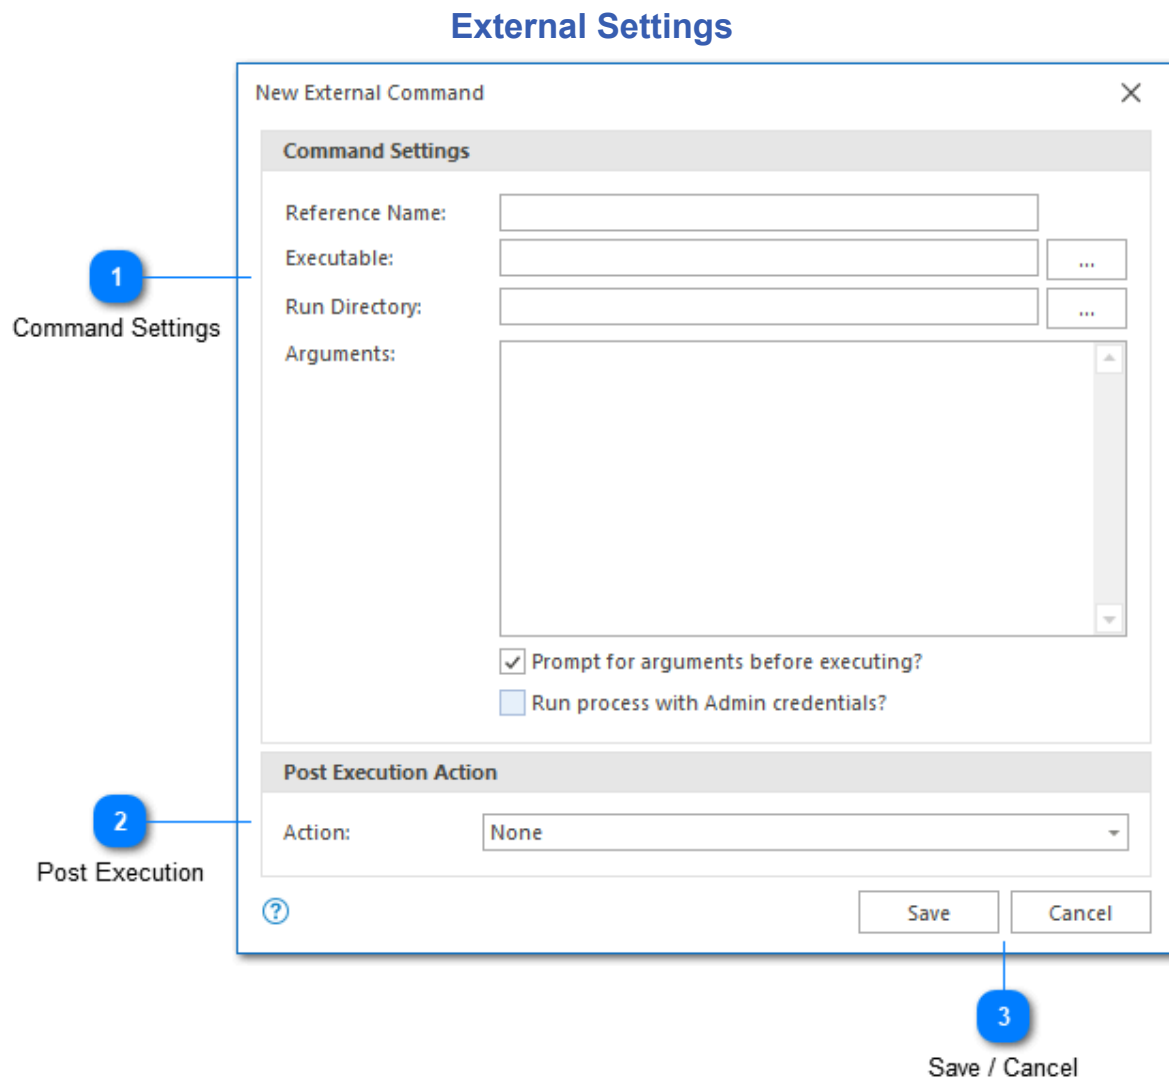 External Settings
New External Command
Command Settings
Reference Name:
Executable:
...
1
Command Settings
Run Directory:
...
Arguments:
Prompt for arguments before executing?
Run process with Admin credentials?
Post Execution Action
2
Post Execution
Action:
None
?
Save
Cancel
3
Save / Cancel